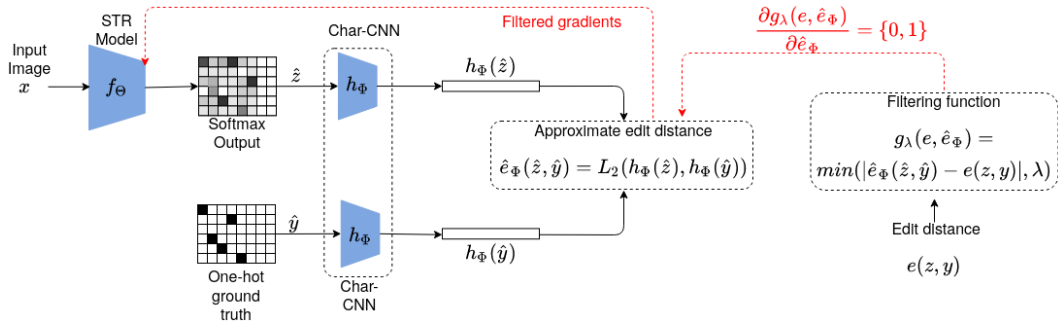 STR
Model
Input
Image
x
f_Θ
Softmax
Output
ẑ
Char-CNN
h_Φ
h_Φ(ẑ)
Filtered gradients
Approximate edit distance
ê_Φ(ẑ, ŷ) = L_2(h_Φ(ẑ), h_Φ(ŷ))
∂g_λ(e, ê_Φ) / ∂ê_Φ = {0, 1}
Filtering function
g_λ(e, ê_Φ) =
min(|ê_Φ(ẑ, ŷ) − e(z, y)|, λ)
Edit distance
e(z, y)
One-hot
ground
truth
ŷ
h_Φ
Char-
CNN
h_Φ(ŷ)